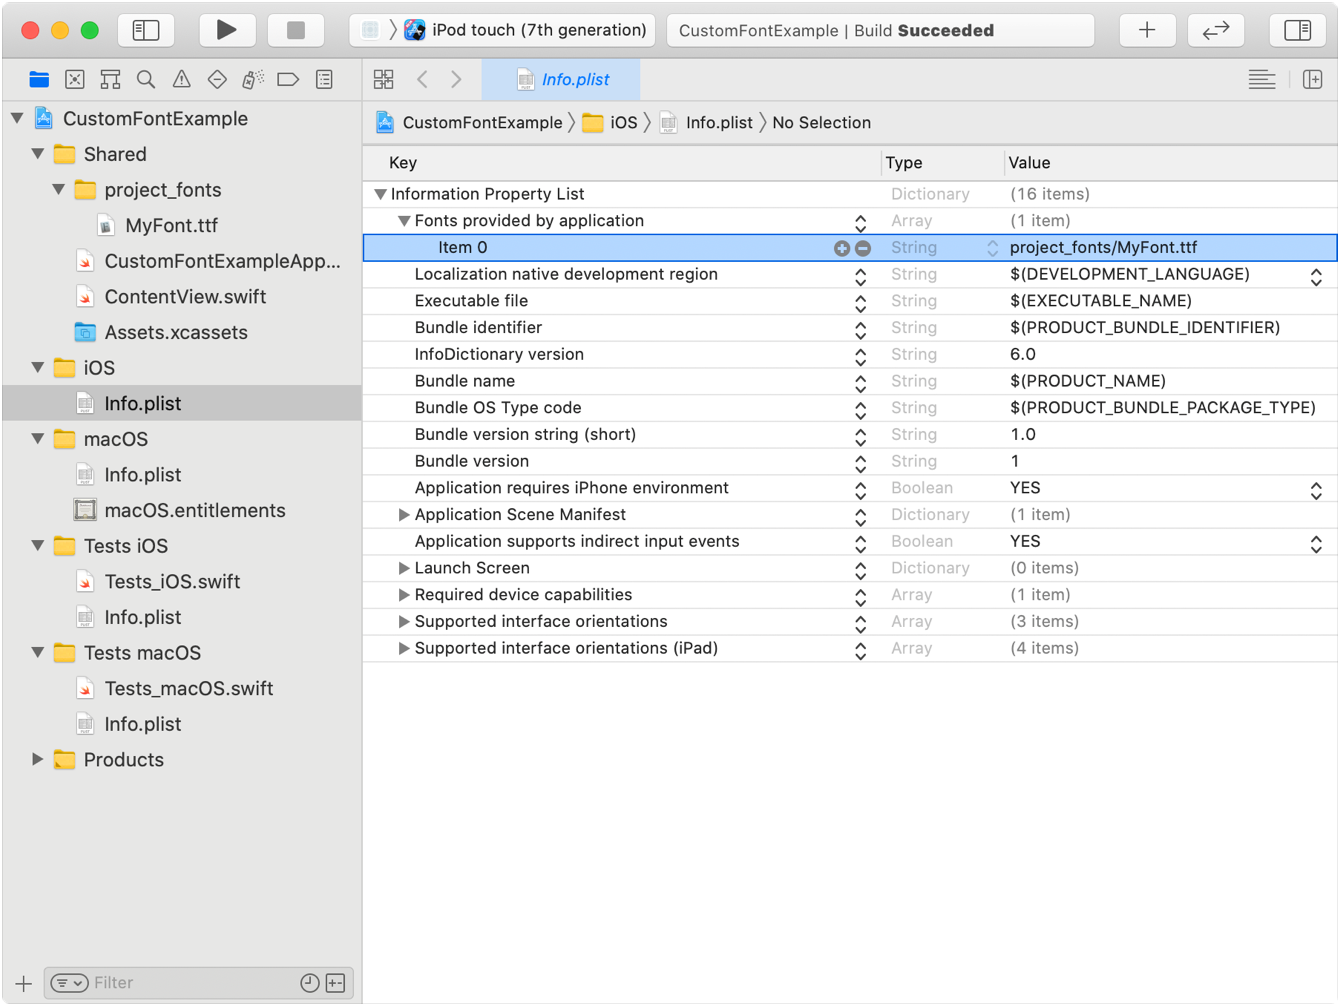 iPod touch (7th generation)
CustomFontExample | Build Succeeded
Info.plist
CustomFontExample
Shared
project_fonts
MyFont.ttf
CustomFontExampleApp...
ContentView.swift
Assets.xcassets
iOS
Info.plist
macOS
Info.plist
macOS.entitlements
Tests iOS
Tests_iOS.swift
Info.plist
Tests macOS
Tests_macOS.swift
Info.plist
Products
Filter
CustomFontExample iOS Info.plist No Selection
Key Type Value
Information Property List Dictionary (16 items)
Fonts provided by application Array (1 item)
Item 0 String project_fonts/MyFont.ttf
Localization native development region String $(DEVELOPMENT_LANGUAGE)
Executable file String $(EXECUTABLE_NAME)
Bundle identifier String $(PRODUCT_BUNDLE_IDENTIFIER)
InfoDictionary version String 6.0
Bundle name String $(PRODUCT_NAME)
Bundle OS Type code String $(PRODUCT_BUNDLE_PACKAGE_TYPE)
Bundle version string (short) String 1.0
Bundle version String 1
Application requires iPhone environment Boolean YES
Application Scene Manifest Dictionary (1 item)
Application supports indirect input events Boolean YES
Launch Screen Dictionary (0 items)
Required device capabilities Array (1 item)
Supported interface orientations Array (3 items)
Supported interface orientations (iPad) Array (4 items)